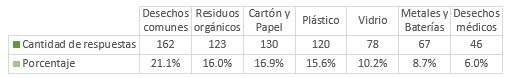 Desechos comunes Residuos orgánicos Cartón y Papel Plástico Vidrio Metales y Baterías Desechos médicos
Cantidad de respuestas 162 123 130 120 78 67 46
Porcentaje 21.1% 16.0% 16.9% 15.6% 10.2% 8.7% 6.0%